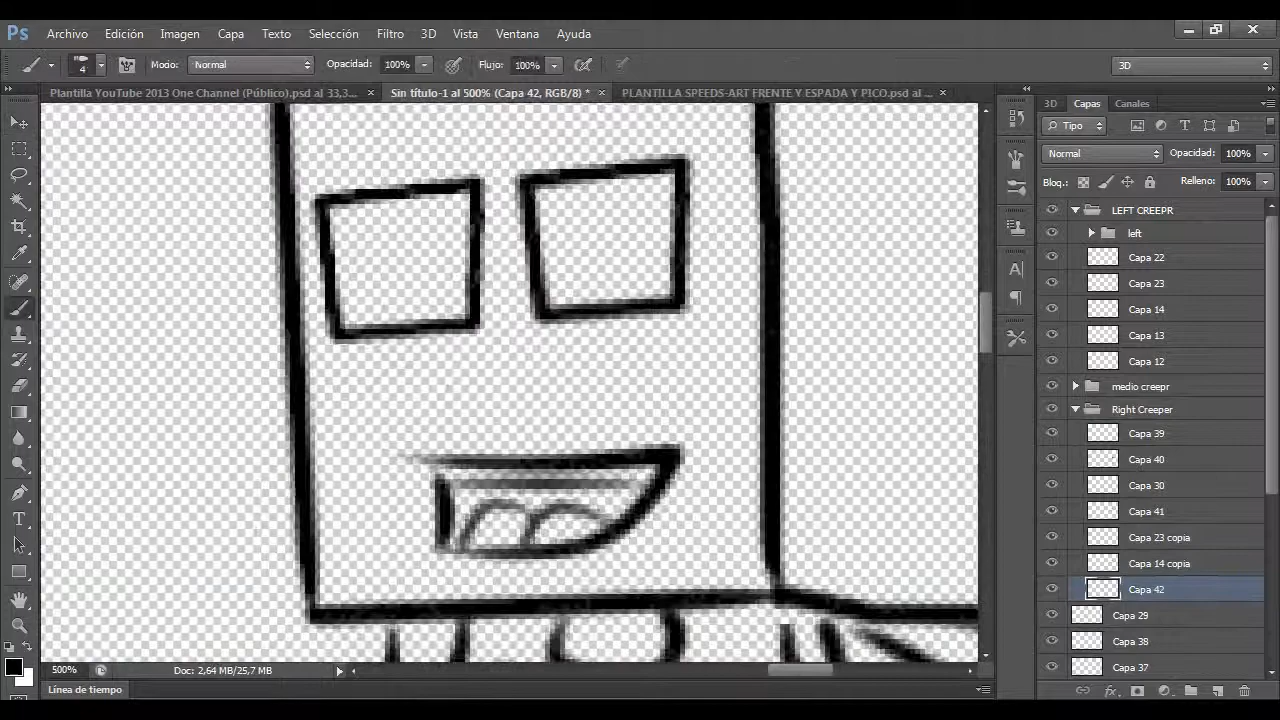 Ps Archivo Edición Imagen Capa Texto Selección Filtro 3D Vista Ventana Ayuda
4 Modo: Normal Opacidad: 100% Flujo: 100% 3D
Plantilla YouTube 2013 One Channel (Público).psd al 33,3... × Sin título-1 al 500% (Capa 42, RGB/8) * × PLANTILLA SPEEDS-ART FRENTE Y ESPADA Y PICO.psd al ... ×
3D Capas Canales
Tipo
Normal Opacidad: 100%
Bloq.: Relleno: 100%
LEFT CREEPR
left
Capa 22
Capa 23
Capa 14
Capa 13
Capa 12
medio creepr
Right Creeper
Capa 39
Capa 40
Capa 30
Capa 41
Capa 23 copia
Capa 14 copia
Capa 42
Capa 29
Capa 38
Capa 37
500% Doc: 2,64 MB/25,7 MB
Línea de tiempo